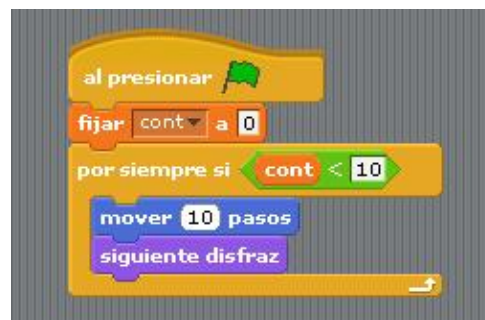 al presionar
fijar cont a 0
por siempre si cont < 10
mover 10 pasos
siguiente disfraz